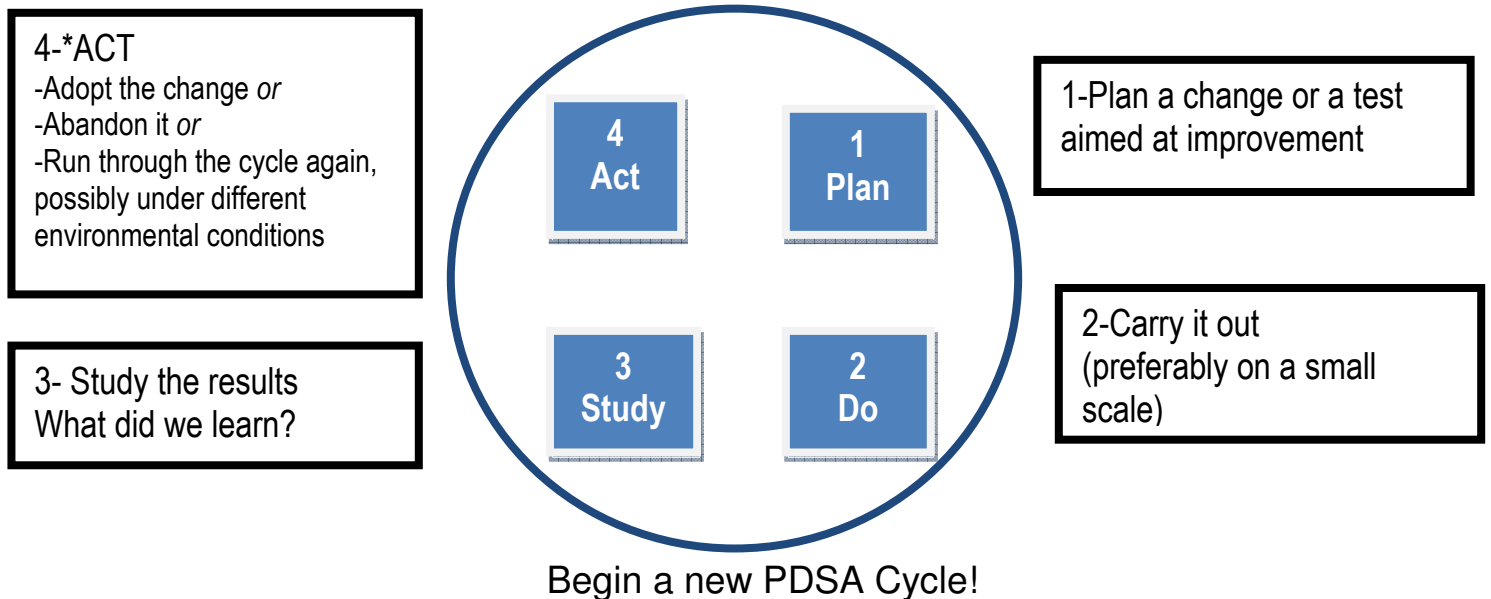 4-*ACT
-Adopt the change or
-Abandon it or
-Run through the cycle again,
possibly under different
environmental conditions
4
Act
1
Plan
1-Plan a change or a test
aimed at improvement
3- Study the results
What did we learn?
3
Study
2
Do
2-Carry it out
(preferably on a small
scale)
Begin a new PDSA Cycle!